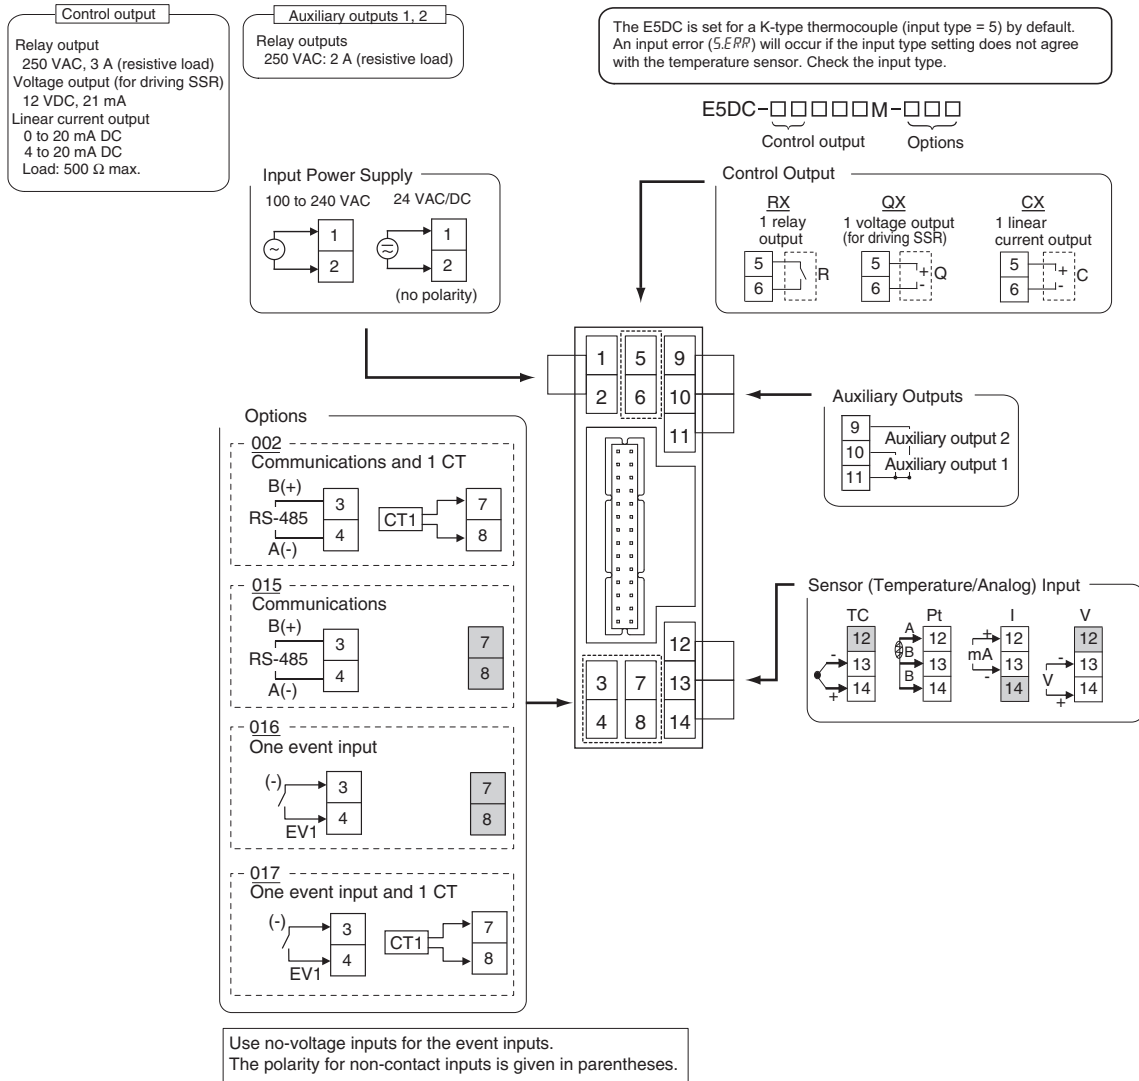 Control output
Relay output
250 VAC, 3 A (resistive load)
Voltage output (for driving SSR)
12 VDC, 21 mA
Linear current output
0 to 20 mA DC
4 to 20 mA DC
Load: 500 Ω max.
Auxiliary outputs 1, 2
Relay outputs
250 VAC: 2 A (resistive load)
The E5DC is set for a K-type thermocouple (input type = 5) by default.
An input error (S.ERR) will occur if the input type setting does not agree
with the temperature sensor. Check the input type.
E5DC-□□□□□M-□□□
Control output Options
Input Power Supply
100 to 240 VAC 24 VAC/DC
1 1
2 2
(no polarity)
Control Output
RX QX CX
1 relay output
1 voltage output (for driving SSR)
1 linear current output
5 5 5
6 6 6
R + - Q + - C
1 5 9
2 6 10
11
12
3 7 13
4 8 14
Auxiliary Outputs
9
10
11
Auxiliary output 2
Auxiliary output 1
Sensor (Temperature/Analog) Input
TC Pt I V
12 A 12 + 12 12
- 13 B 13 mA 13 - 13
+ 14 B 14 - 14 V + 14
Options
002
Communications and 1 CT
B(+)
RS-485
A(-)
3
4
CT1
7
8
015
Communications
B(+)
RS-485
A(-)
3
4
7
8
016
One event input
(-)
EV1
3
4
7
8
017
One event input and 1 CT
(-)
EV1
3
4
CT1
7
8
Use no-voltage inputs for the event inputs.
The polarity for non-contact inputs is given in parentheses.